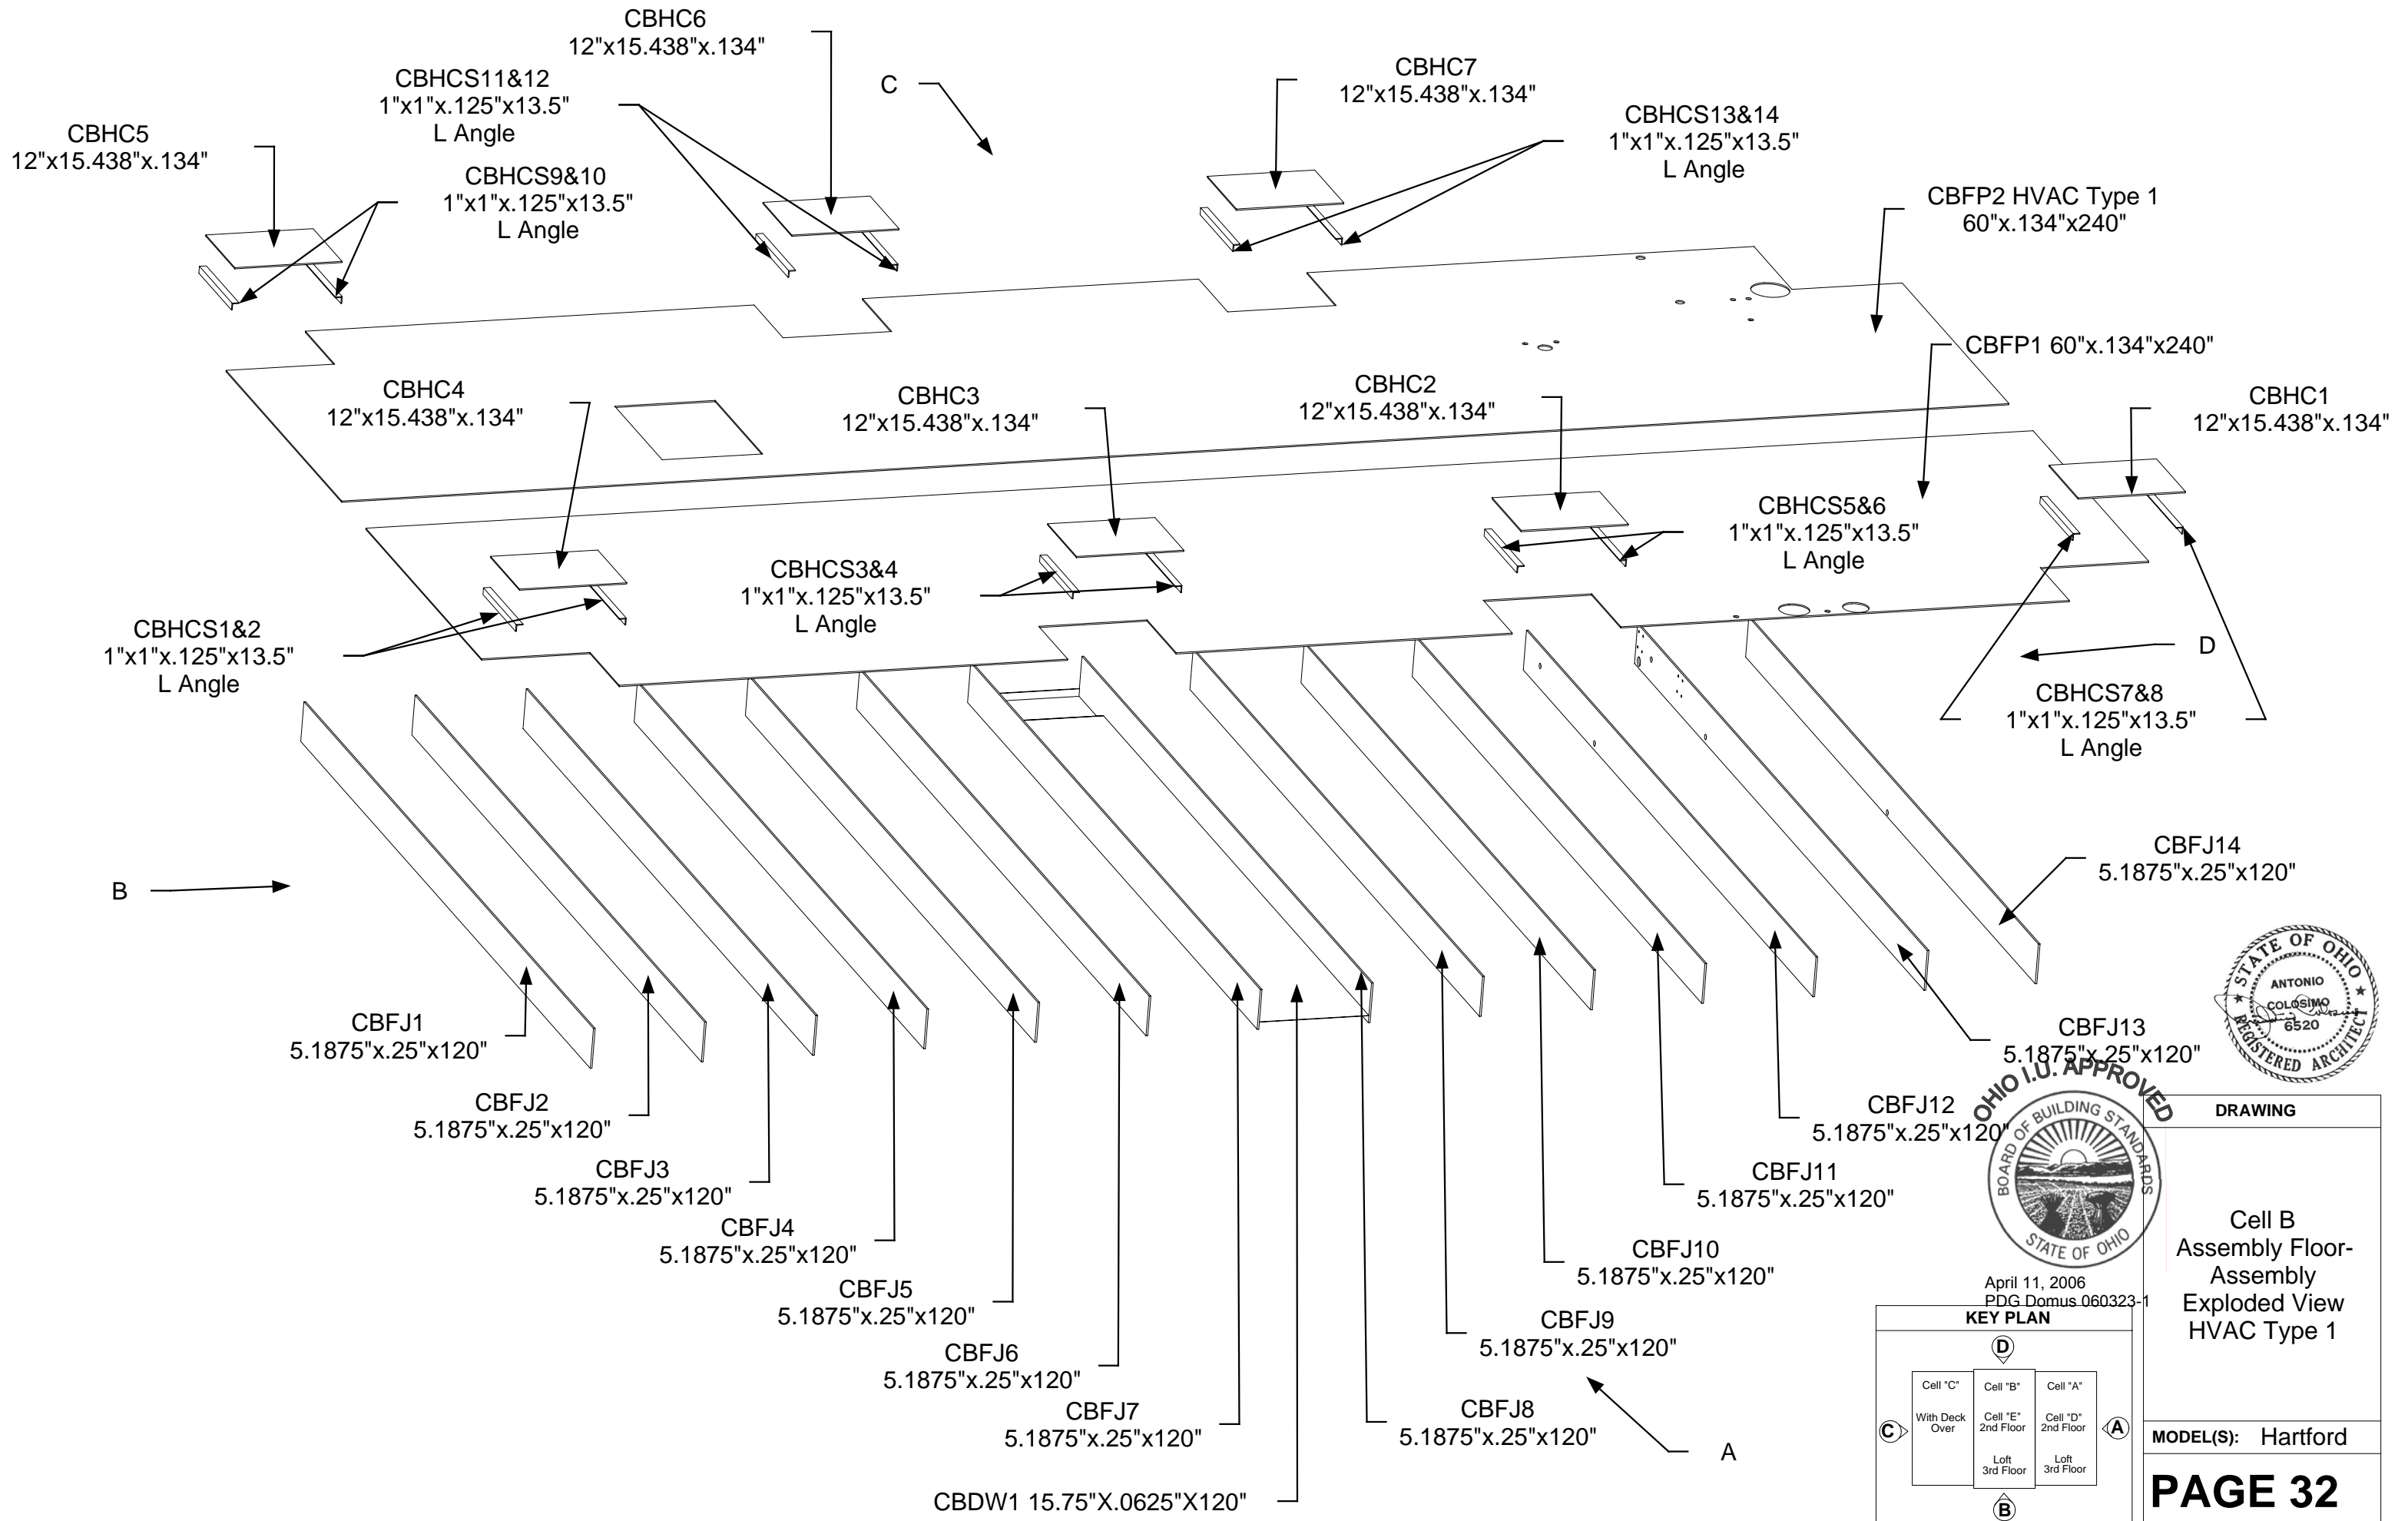 CBHC6
12"x15.438"x.134"
CBHCS11&12
1"x1"x.125"x13.5"
L Angle
C
CBHC7
12"x15.438"x.134"
CBHCS13&14
1"x1"x.125"x13.5"
L Angle
CBHC5
12"x15.438"x.134"
CBHCS9&10
1"x1"x.125"x13.5"
L Angle
CBFP2 HVAC Type 1
60"x.134"x240"
CBFP1 60"x.134"x240"
CBHC4
12"x15.438"x.134"
CBHC3
12"x15.438"x.134"
CBHC2
12"x15.438"x.134"
CBHC1
12"x15.438"x.134"
CBHCS5&6
1"x1"x.125"x13.5"
L Angle
CBHCS3&4
1"x1"x.125"x13.5"
L Angle
CBHCS1&2
1"x1"x.125"x13.5"
L Angle
D
CBHCS7&8
1"x1"x.125"x13.5"
L Angle
B
CBFJ14
5.1875"x.25"x120"
CBFJ1
5.1875"x.25"x120"
CBFJ2
5.1875"x.25"x120"
CBFJ3
5.1875"x.25"x120"
CBFJ4
5.1875"x.25"x120"
CBFJ5
5.1875"x.25"x120"
CBFJ6
5.1875"x.25"x120"
CBFJ7
5.1875"x.25"x120"
CBDW1 15.75"X.0625"X120"
CBFJ8
5.1875"x.25"x120"
A
CBFJ9
5.1875"x.25"x120"
CBFJ10
5.1875"x.25"x120"
CBFJ11
5.1875"x.25"x120"
CBFJ12
5.1875"x.25"x120"
CBFJ13
5.1875"x.25"x120"
STATE OF OHIO
ANTONIO
COLOSIMO
6520
REGISTERED ARCHITECT
OHIO I.U. APPROVED
BOARD OF BUILDING STANDARDS
STATE OF OHIO
April 11, 2006
PDG Domus 060323-1
KEY PLAN
D
Cell "C"
Cell "B"
Cell "A"
With Deck
Over
Cell "E"
2nd Floor
Cell "D"
2nd Floor
C
A
Loft
3rd Floor
Loft
3rd Floor
B
DRAWING
Cell B
Assembly Floor-
Assembly
Exploded View
HVAC Type 1
MODEL(S): Hartford
PAGE 32